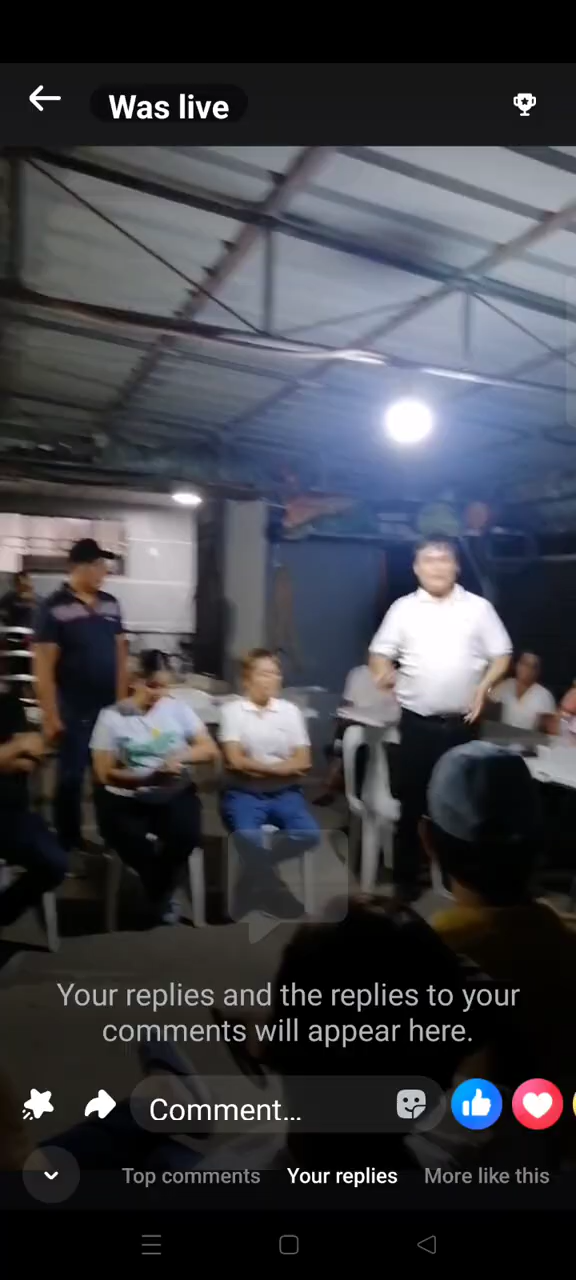 Was live
Your replies and the replies to your
comments will appear here.
Comment...
Top comments
Your replies
More like this